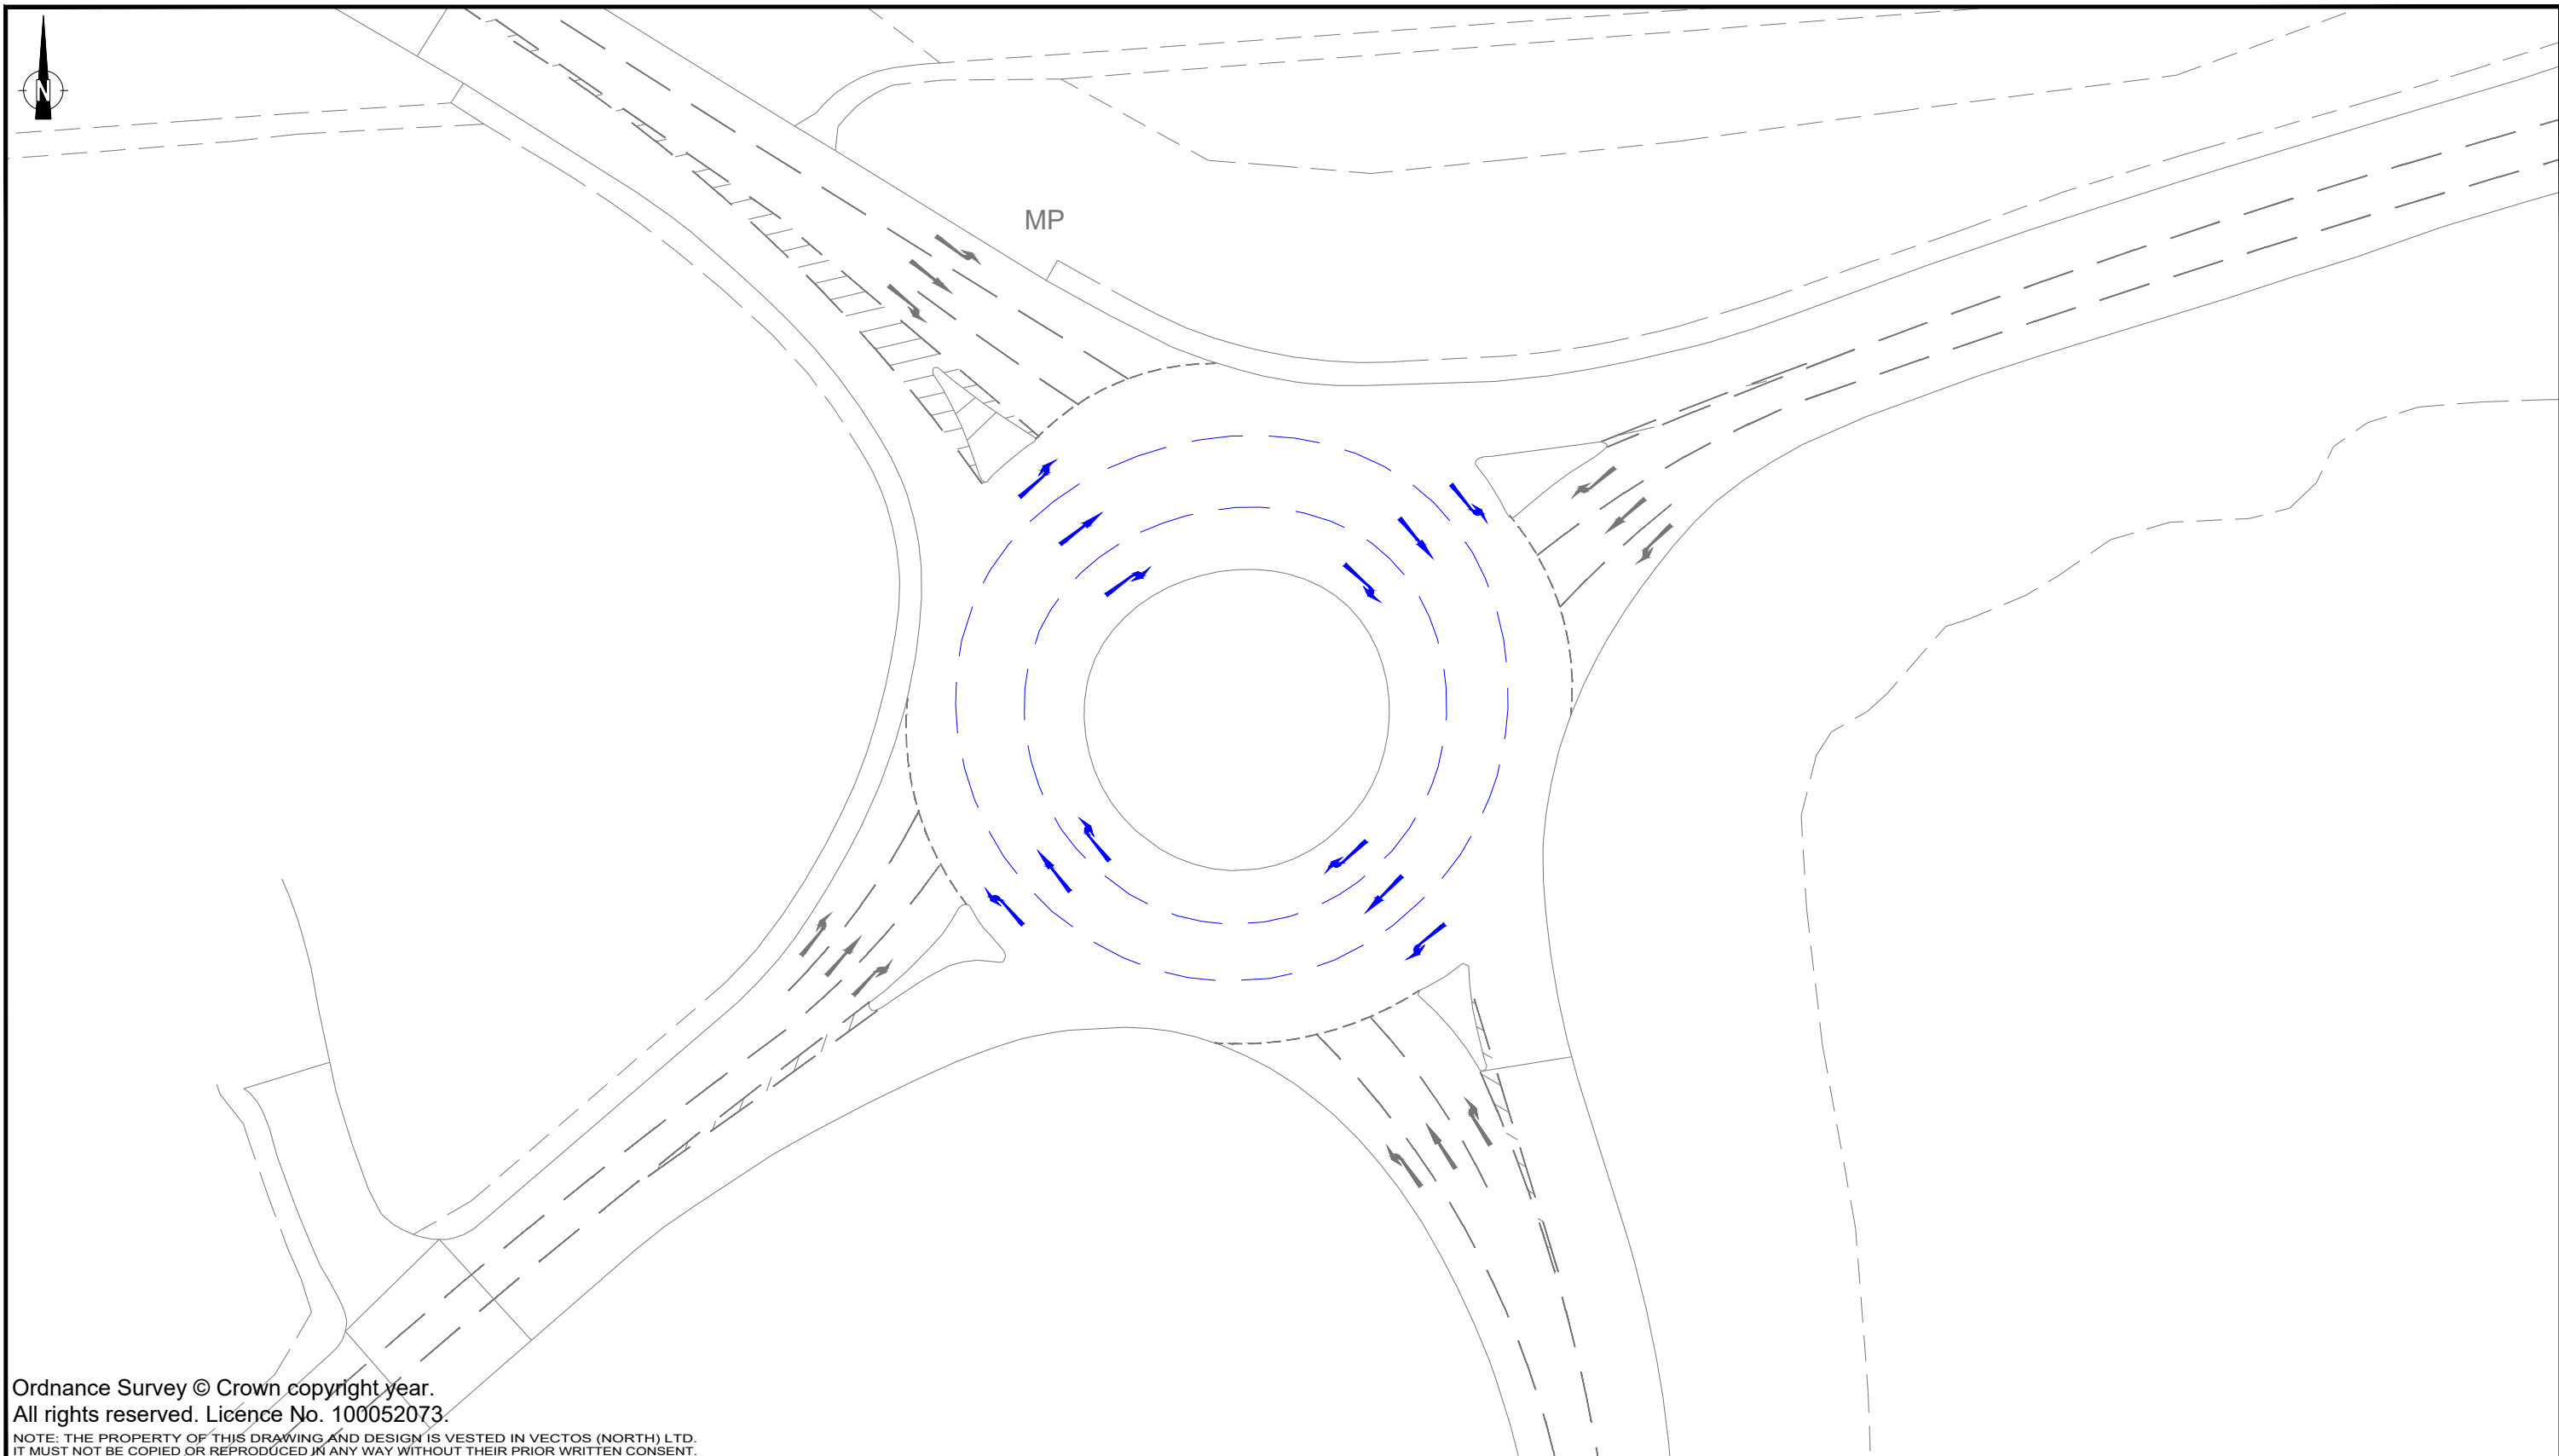 N
MP
Ordnance Survey © Crown copyright year.
All rights reserved. Licence No. 100052073.
NOTE: THE PROPERTY OF THIS DRAWING AND DESIGN IS VESTED IN VECTOS (NORTH) LTD.
IT MUST NOT BE COPIED OR REPRODUCED IN ANY WAY WITHOUT THEIR PRIOR WRITTEN CONSENT.